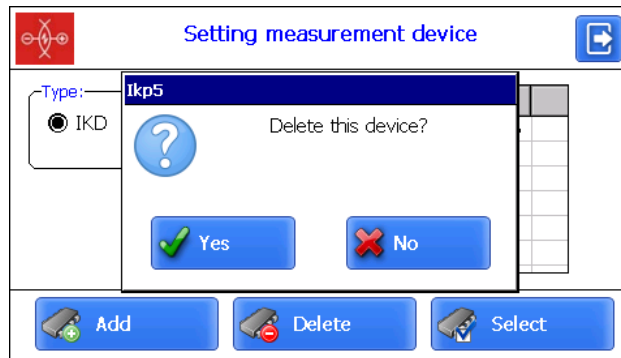 Setting measurement device
Type:
IKD
Ikp5
Delete this device?
Yes
No
Add
Delete
Select